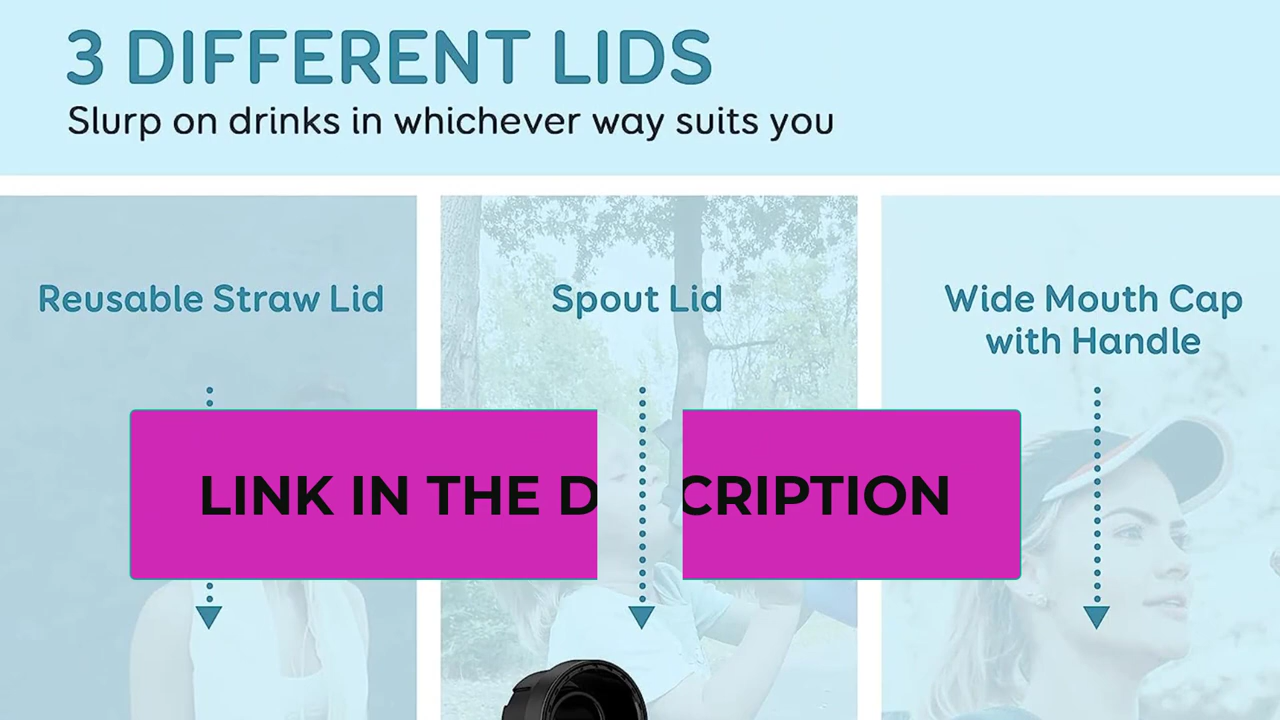 3 DIFFERENT LIDS
Slurp on drinks in whichever way suits you
Reusable Straw Lid
Spout Lid
Wide Mouth Cap
with Handle
LINK IN THE D CRIPTION